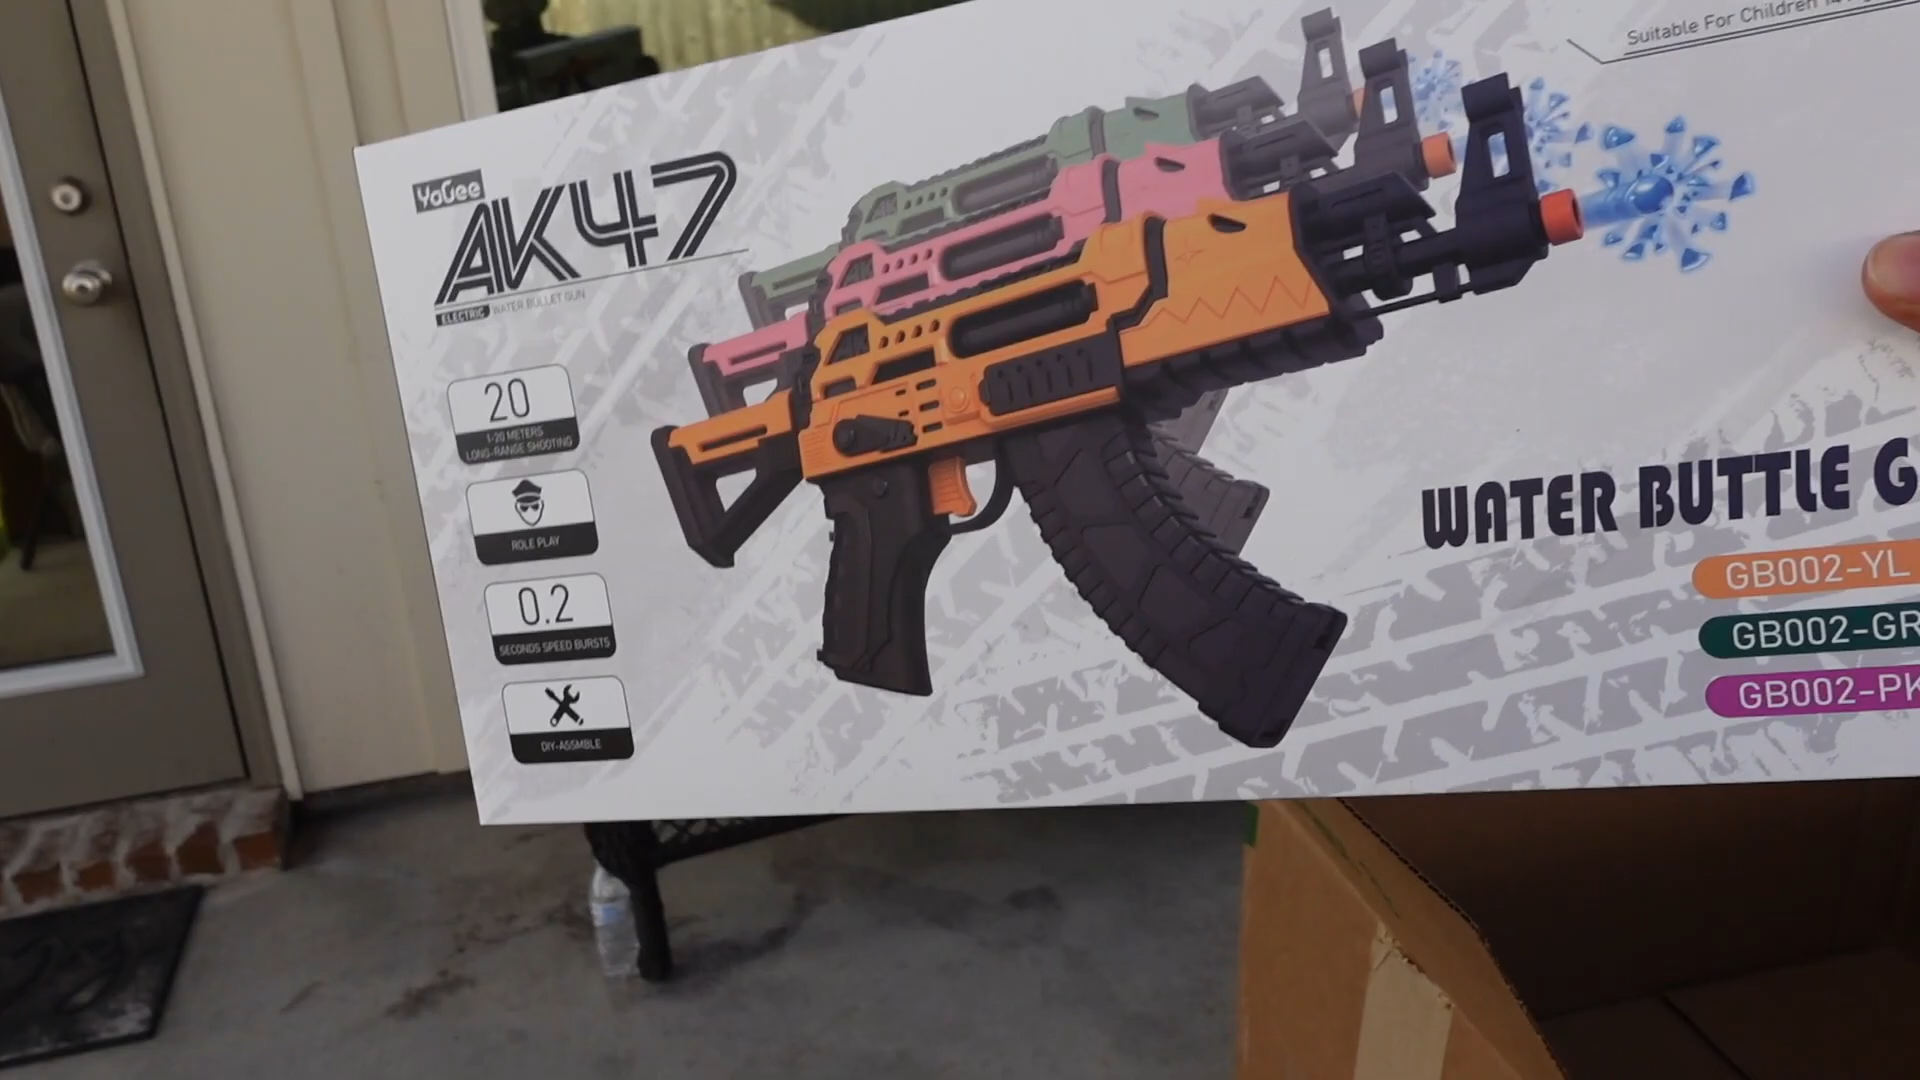 Suitable For Children 14+
YoGee
AK47
ELECTRIC WATER BULLET GUN
20
1-20 METERS
LONG-RANGE SHOOTING
ROLE PLAY
0.2
SECONDS SPEED BURSTS
DIY-ASSMBLE
WATER BUTTLE G
GB002-YL
GB002-GR
GB002-PK